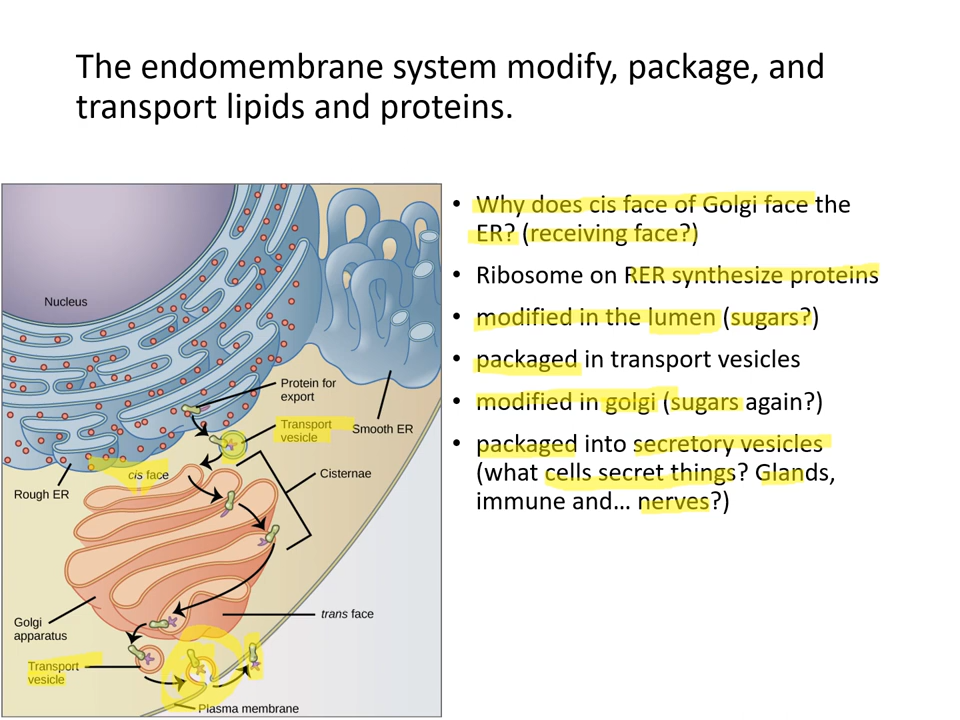 The endomembrane system modify, package, and
transport lipids and proteins.
Nucleus
Protein for
export
Transport
vesicle
Smooth ER
cis face
Cisternae
Rough ER
Golgi
apparatus
trans face
Transport
vesicle
Plasma membrane
• Why does cis face of Golgi face the
ER? (receiving face?)
• Ribosome on RER synthesize proteins
• modified in the lumen (sugars?)
• packaged in transport vesicles
• modified in golgi (sugars again?)
• packaged into secretory vesicles
(what cells secret things? Glands,
immune and... nerves?)